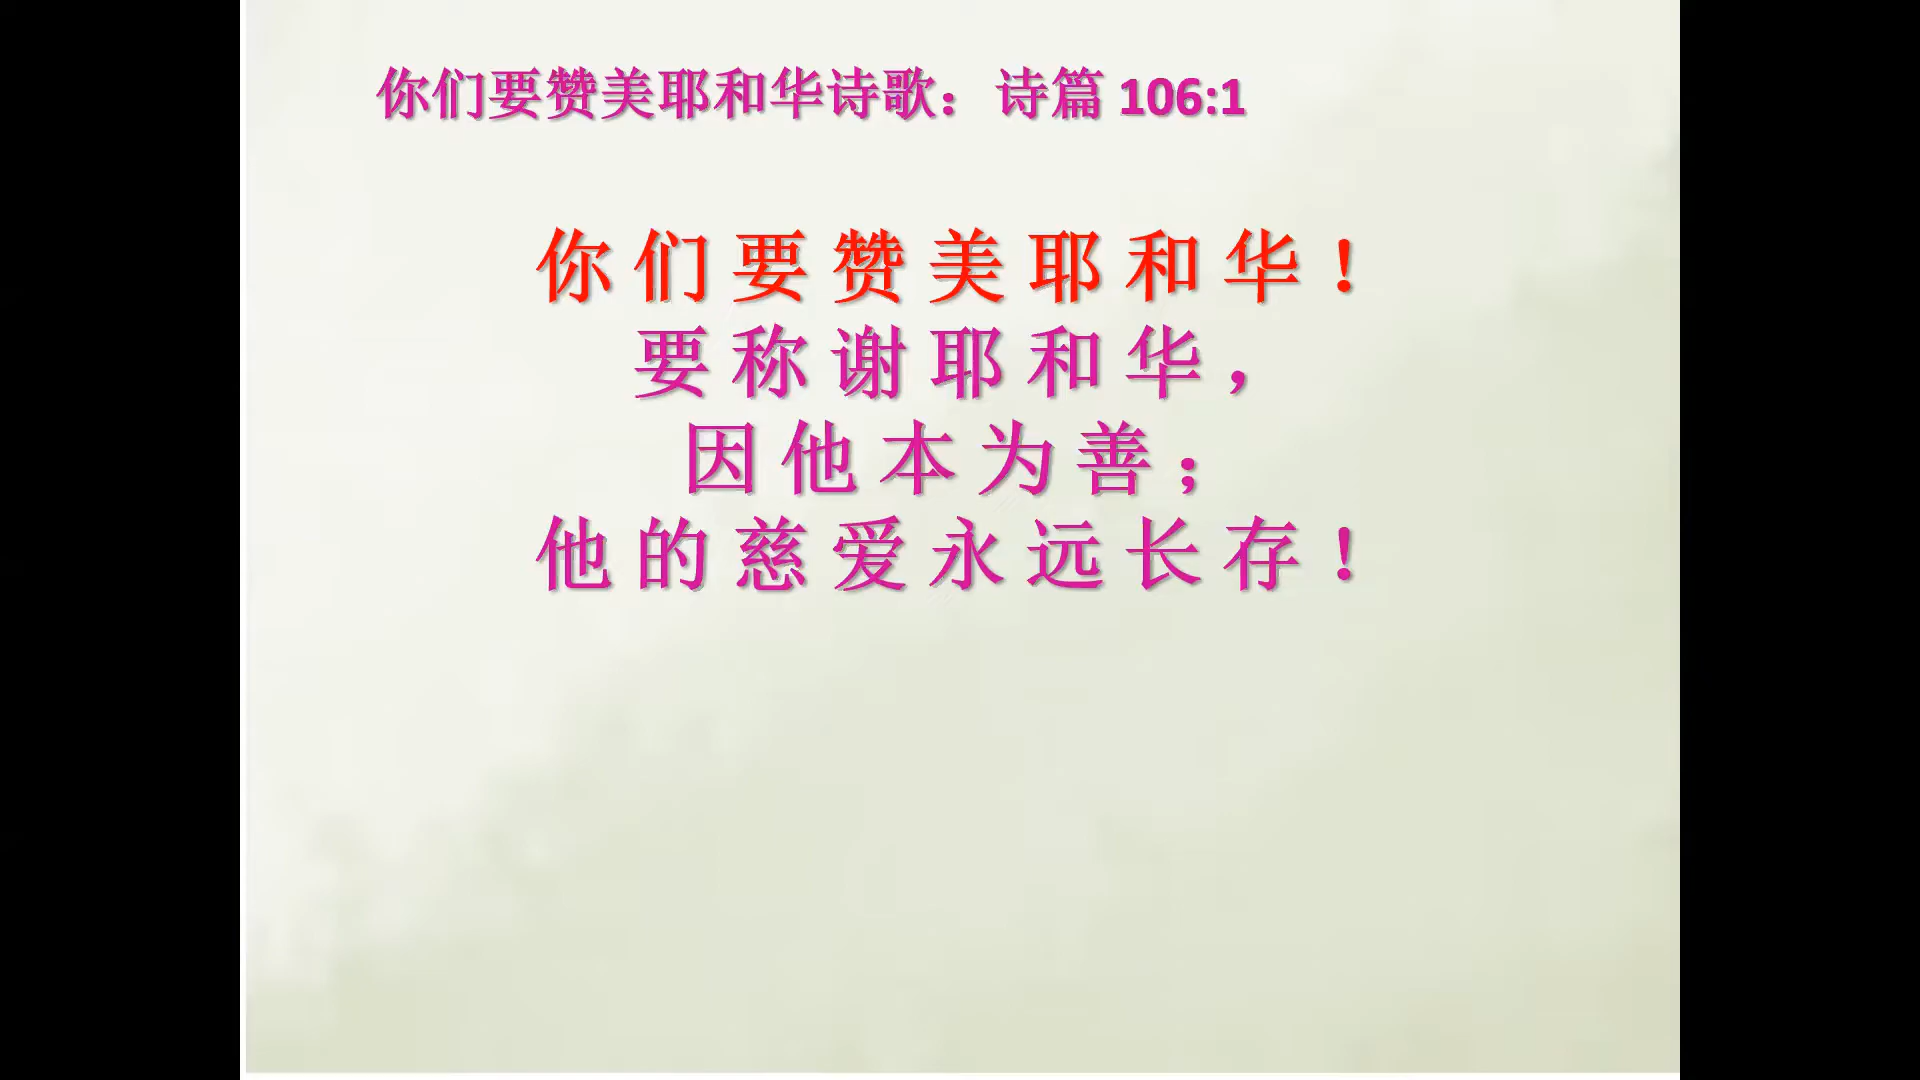 你们要赞美耶和华诗歌：诗篇 106:1
你们要赞美耶和华！
要称谢耶和华，
因他本为善；
他的慈爱永远长存！